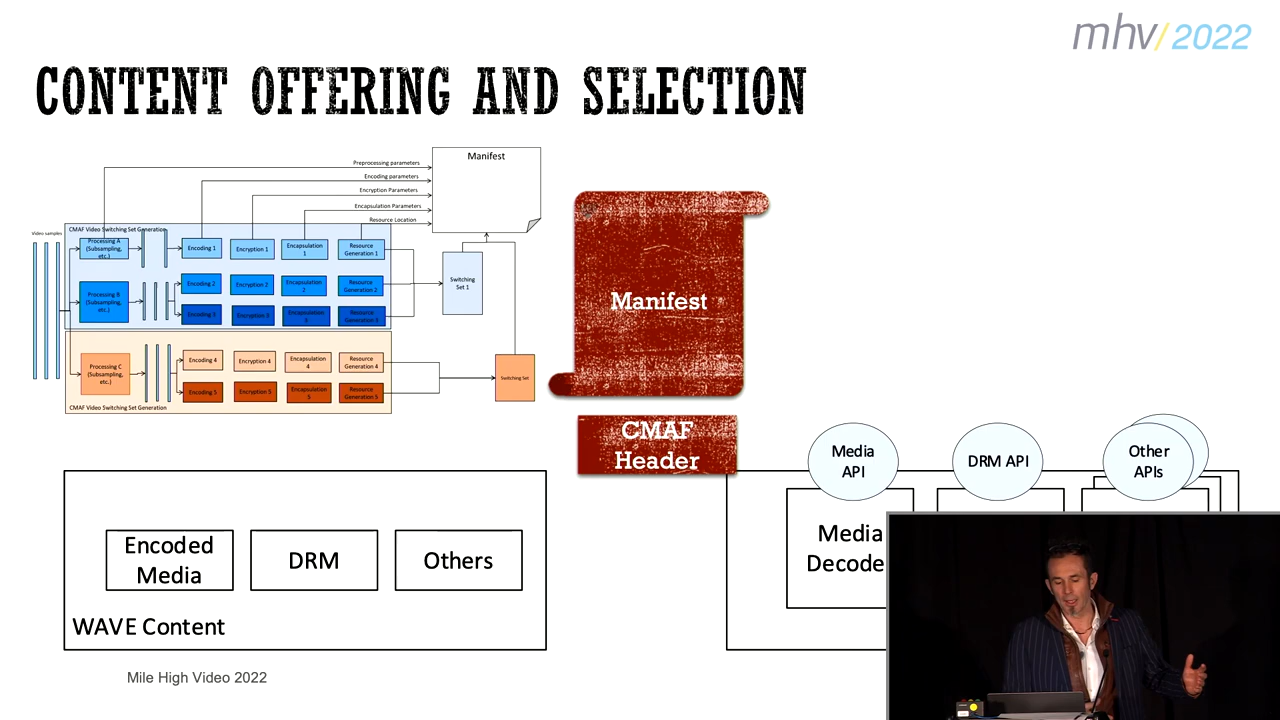 mhv/2022
CONTENT OFFERING AND SELECTION
Manifest
Preprocessing parameters
Encoding parameters
Encryption Parameters
Encapsulation Parameters
Resource Location
Video samples
CMAF Video Switching Set Generation
Processing A
(Subsampling,
etc.)
Encoding 1
Encryption 1
Encapsulation
1
Resource
Generation 1
Processing B
(Subsampling,
etc.)
Encoding 2
Encryption 2
Encapsulation
2
Resource
Generation 2
Encoding 3
Encryption 3
Encapsulation
3
Resource
Generation 3
Switching
Set 1
Processing C
(Subsampling,
etc.)
Encoding 4
Encryption 4
Encapsulation
4
Resource
Generation 4
Encoding 5
Encryption 5
Encapsulation
5
Resource
Generation 5
Switching Set
CMAF Video Switching Set Generation
Manifest
CMAF
Header
Encoded
Media
DRM
Others
WAVE Content
Media
API
DRM API
Other
APIs
Media
Decode
Mile High Video 2022